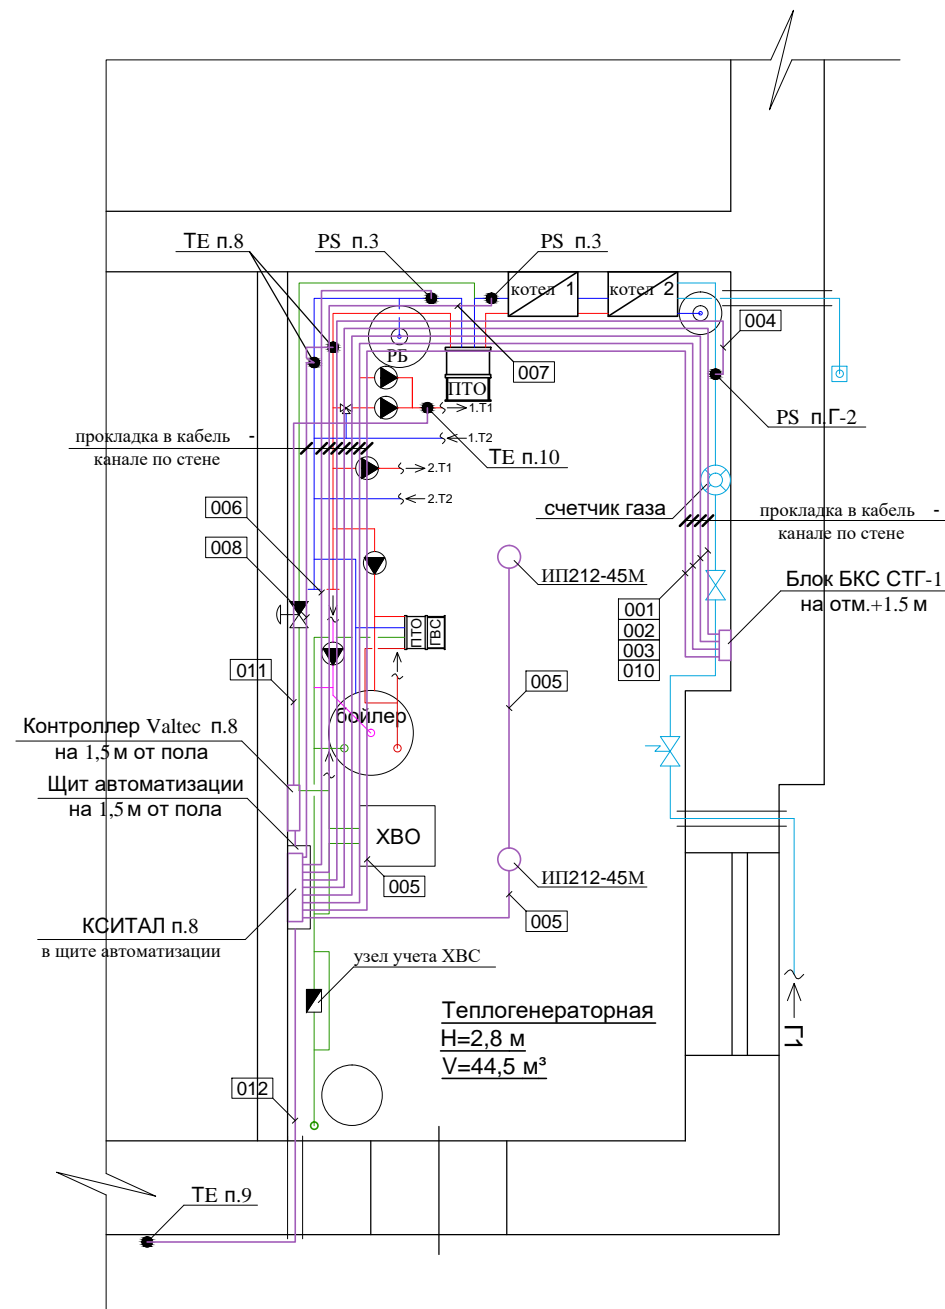 ТЕ п.8
PS п.3
PS п.3
котел 1
котел 2
004
РБ
ПТО
007
1.Т1
PS п.Г-2
прокладка в кабель -
канале по стене
1.Т2
ТЕ п.10
2.Т1
2.Т2
006
счетчик газа
прокладка в кабель -
канале по стене
008
ИП212-45М
Блок БКС СТГ-1
на отм.+1.5 м
001
002
003
010
ПТО
ГВС
011
005
бойлер
Контроллер Valtec п.8
на 1,5 м от пола
Щит автоматизации
на 1,5 м от пола
ХВО
ИП212-45М
005
005
КСИТАЛ п.8
в щите автоматизации
узел учета ХВС
Теплогенераторная
Н=2,8 м
V=44,5 м³
Г1
012
ТЕ п.9